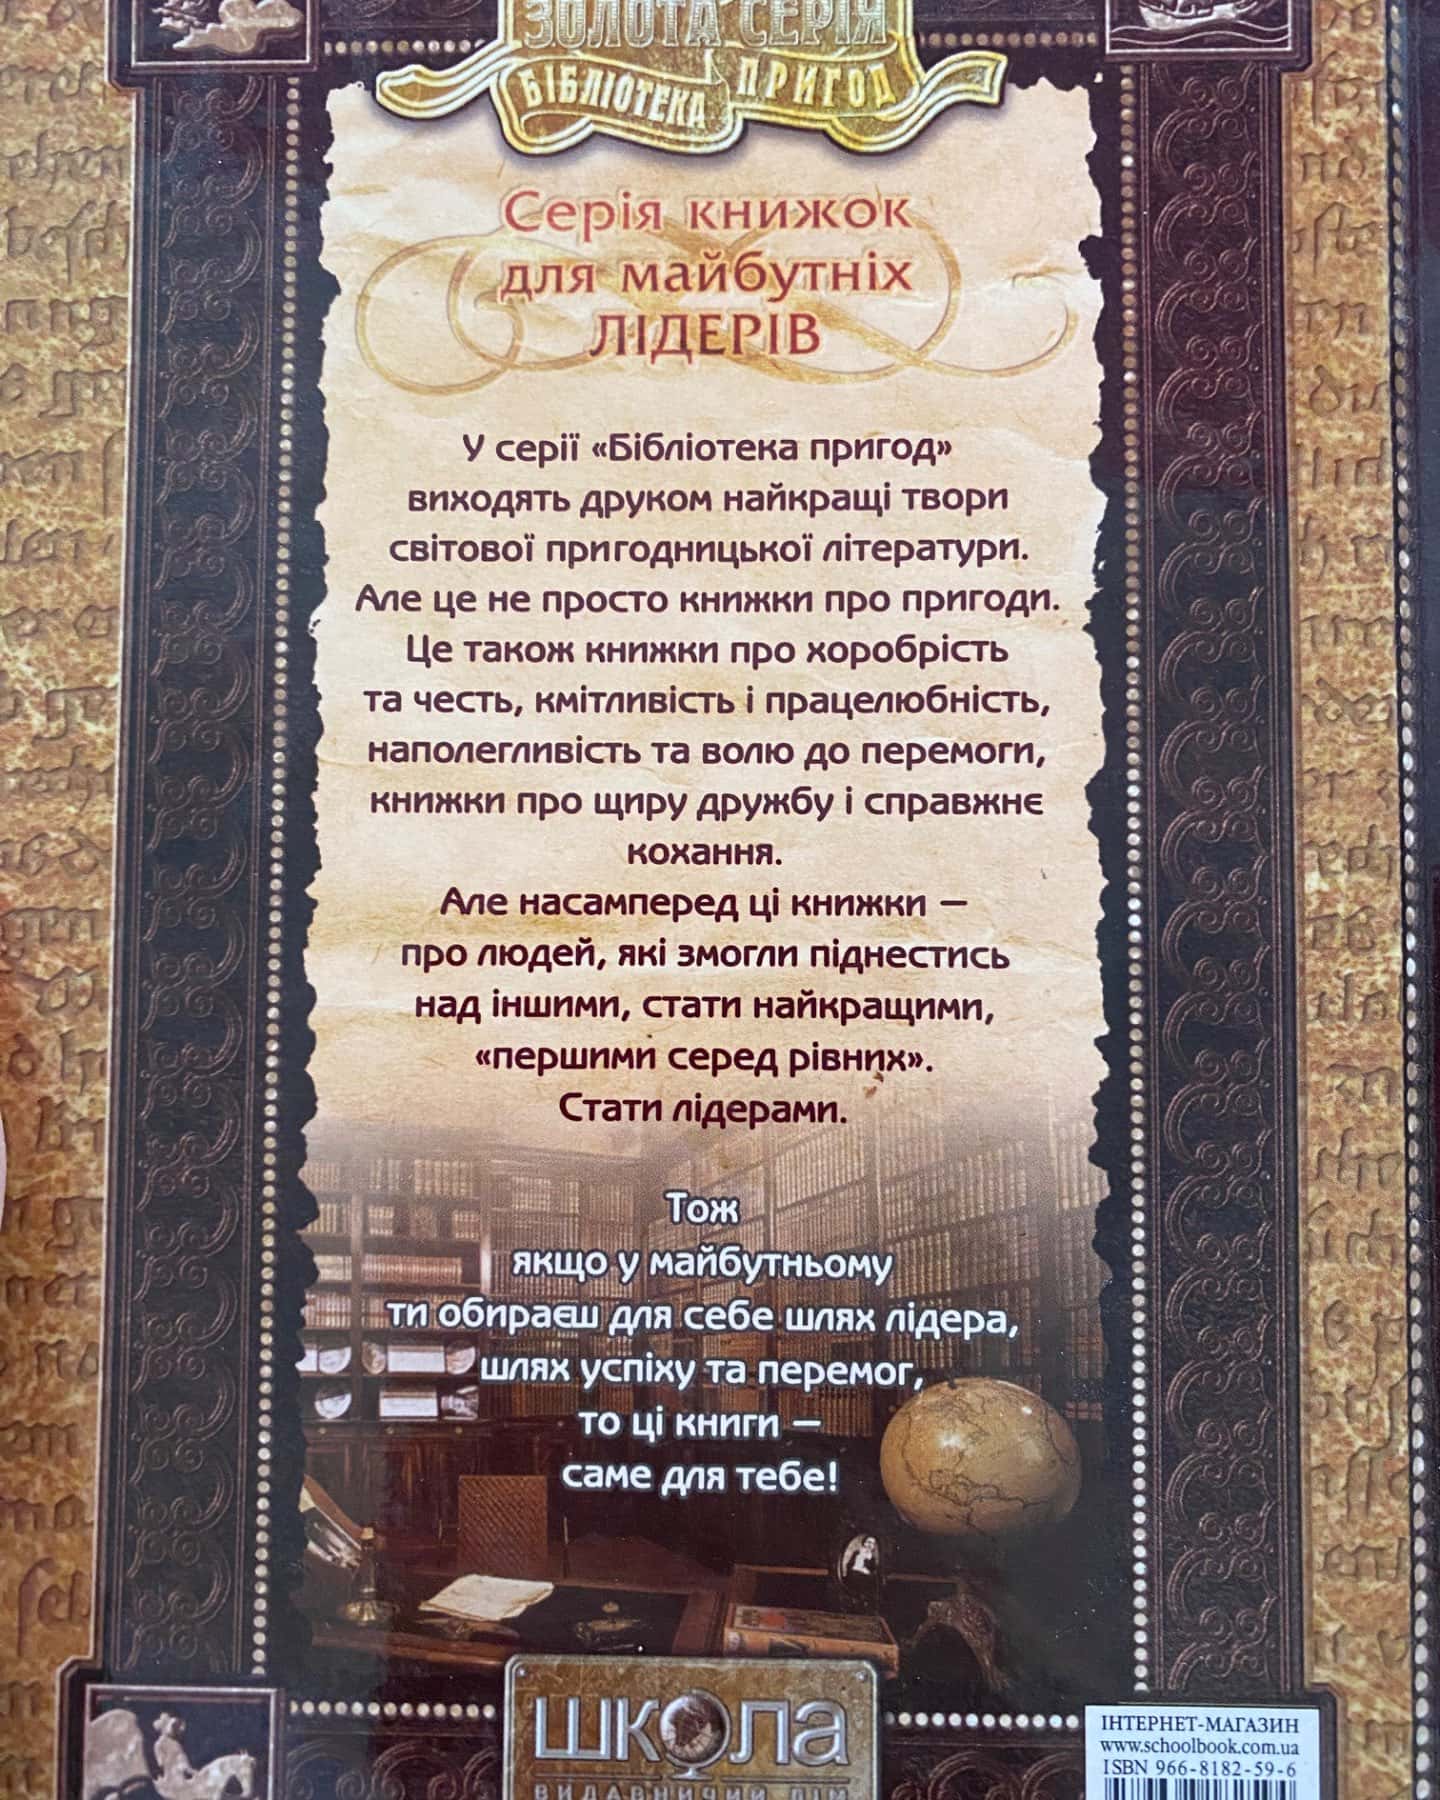 ЗОЛОТА СЕРІЯ
БІБЛІОТЕКА ПРИГОД
Серія книжок
для майбутніх
ЛІДЕРІВ
У серії «Бібліотека пригод»
виходять друком найкращі твори
світової пригодницької літератури.
Але це не просто книжки про пригоди.
Це також книжки про хоробрість
та честь, кмітливість і працелюбність,
наполегливість та волю до перемоги,
книжки про щиру дружбу і справжнє
кохання.
Але насамперед ці книжки —
про людей, які змогли піднестись
над іншими, стати найкращими,
«першими серед рівних».
Стати лідерами.
Тож
якщо у майбутньому
ти обираєш для себе шлях лідера,
шлях успіху та перемог,
то ці книги —
саме для тебе!
ШКОЛА
ВИДАВНИЧИЙ ДІМ
ІНТЕРНЕТ-МАГАЗИН
www.schoolbook.com.ua
ISBN 966-8182-59-6